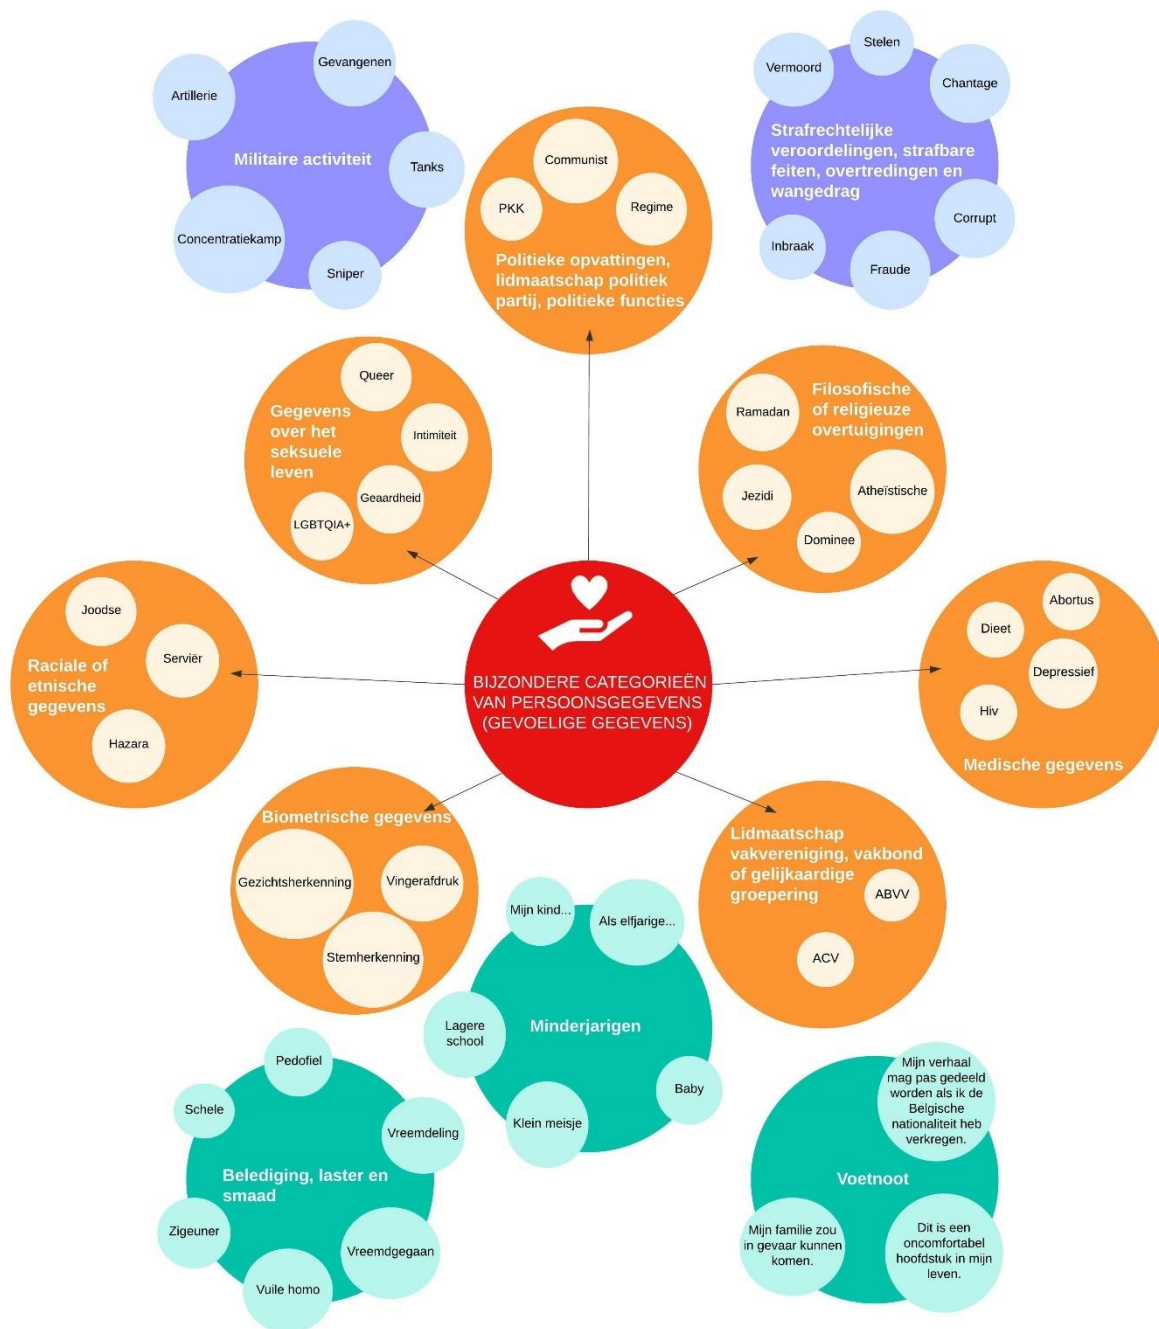 Gevangenen
Artillerie
Militaire activiteit
Tanks
Concentratiekamp
Sniper
Stelen
Vermoord
Chantage
Strafrechtelijke
veroordelingen, strafbare
feiten, overtredingen en
wangedrag
Corrupt
Inbraak
Fraude
Communist
PKK
Regime
Politieke opvattingen,
lidmaatschap politiek
partij, politieke functies
Queer
Gegevens
over het
seksuele
leven
Intimiteit
Geaardheid
LGBTQIA+
Filosofische
of religieuze
overtuigingen
Ramadan
Jezidi
Atheïstische
Dominee
Joodse
Serviër
Raciale of
etnische
gegevens
Hazara
BIJZONDERE CATEGORIEËN
VAN PERSOONSGEGEVENS
(GEVOELIGE GEGEVENS)
Abortus
Dieet
Depressief
Hiv
Medische gegevens
Biometrische gegevens
Gezichtsherkenning
Vingerafdruk
Stemherkenning
Lidmaatschap
vakvereniging, vakbond
of gelijkaardige
groepering
ABVV
ACV
Mijn kind...
Als elfjarige...
Lagere
school
Minderjarigen
Baby
Klein meisje
Pedofiel
Schele
Vreemdeling
Belediging, laster en
smaad
Zigeuner
Vreemdgegaan
Vuile homo
Mijn verhaal
mag pas gedeeld
worden als ik de
Belgische
nationaliteit heb
verkregen.
Voetnoot
Mijn familie zou
in gevaar kunnen
komen.
Dit is een
oncomfortabel
hoofdstuk in mijn
leven.